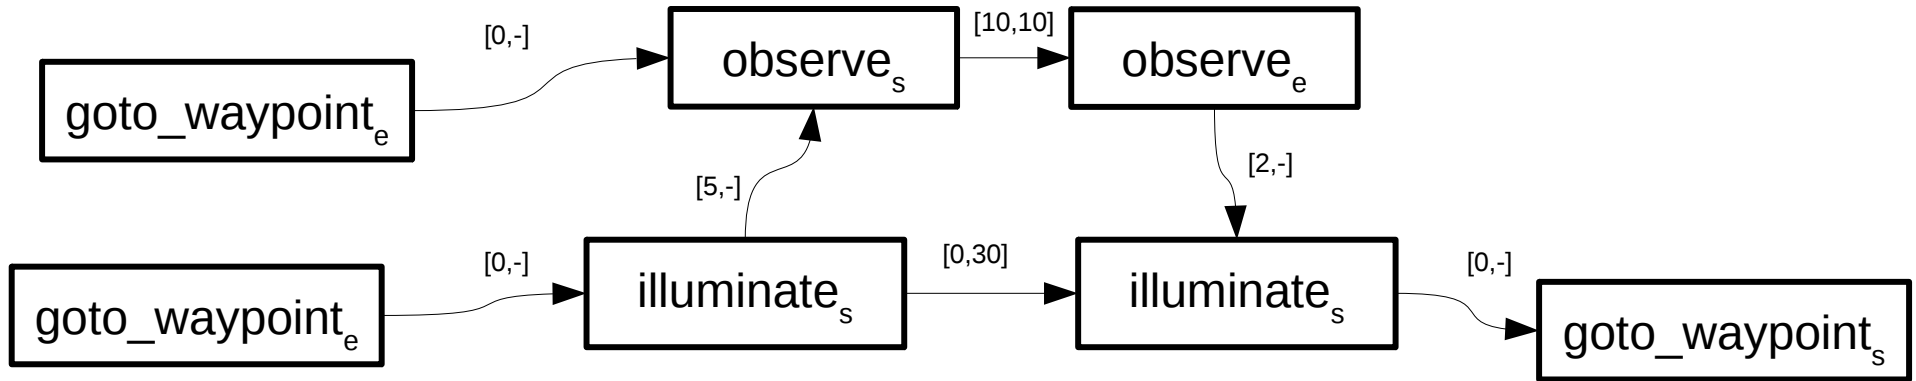 [0,-]
[10,10]
observe_s
observe_e
goto_waypoint_e
[5,-]
[2,-]
[0,-]
[0,30]
[0,-]
illuminate_s
illuminate_s
goto_waypoint_e
goto_waypoint_s